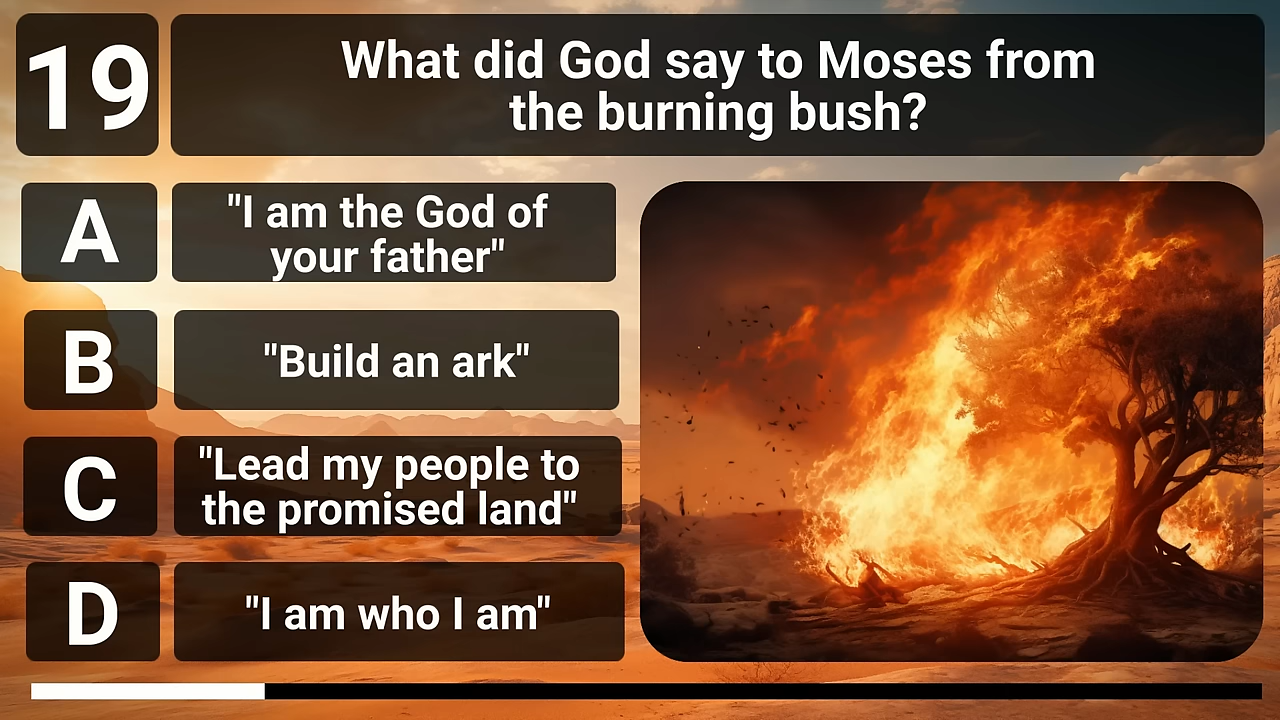 19
What did God say to Moses from
the burning bush?
A
"I am the God of
your father"
B
"Build an ark"
C
"Lead my people to
the promised land"
D
"I am who I am"